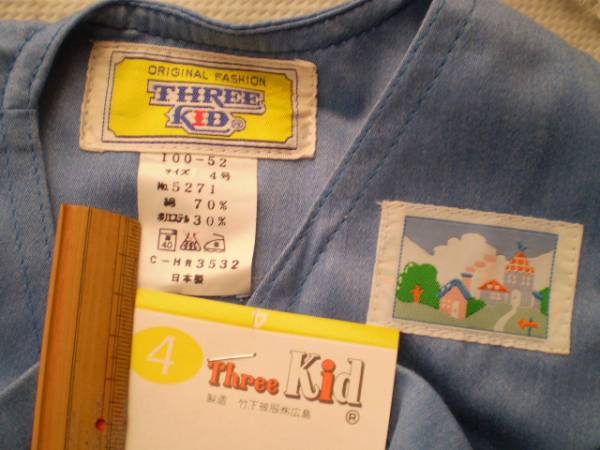 ORIGINAL FASHION
THREE
KID ®
100-52
サイズ 4号
No.5271
綿 70%
ポリエステル 30%
40
C-HR3532
日本製
4
Three Kid ®
製造 竹下被服㈱広島